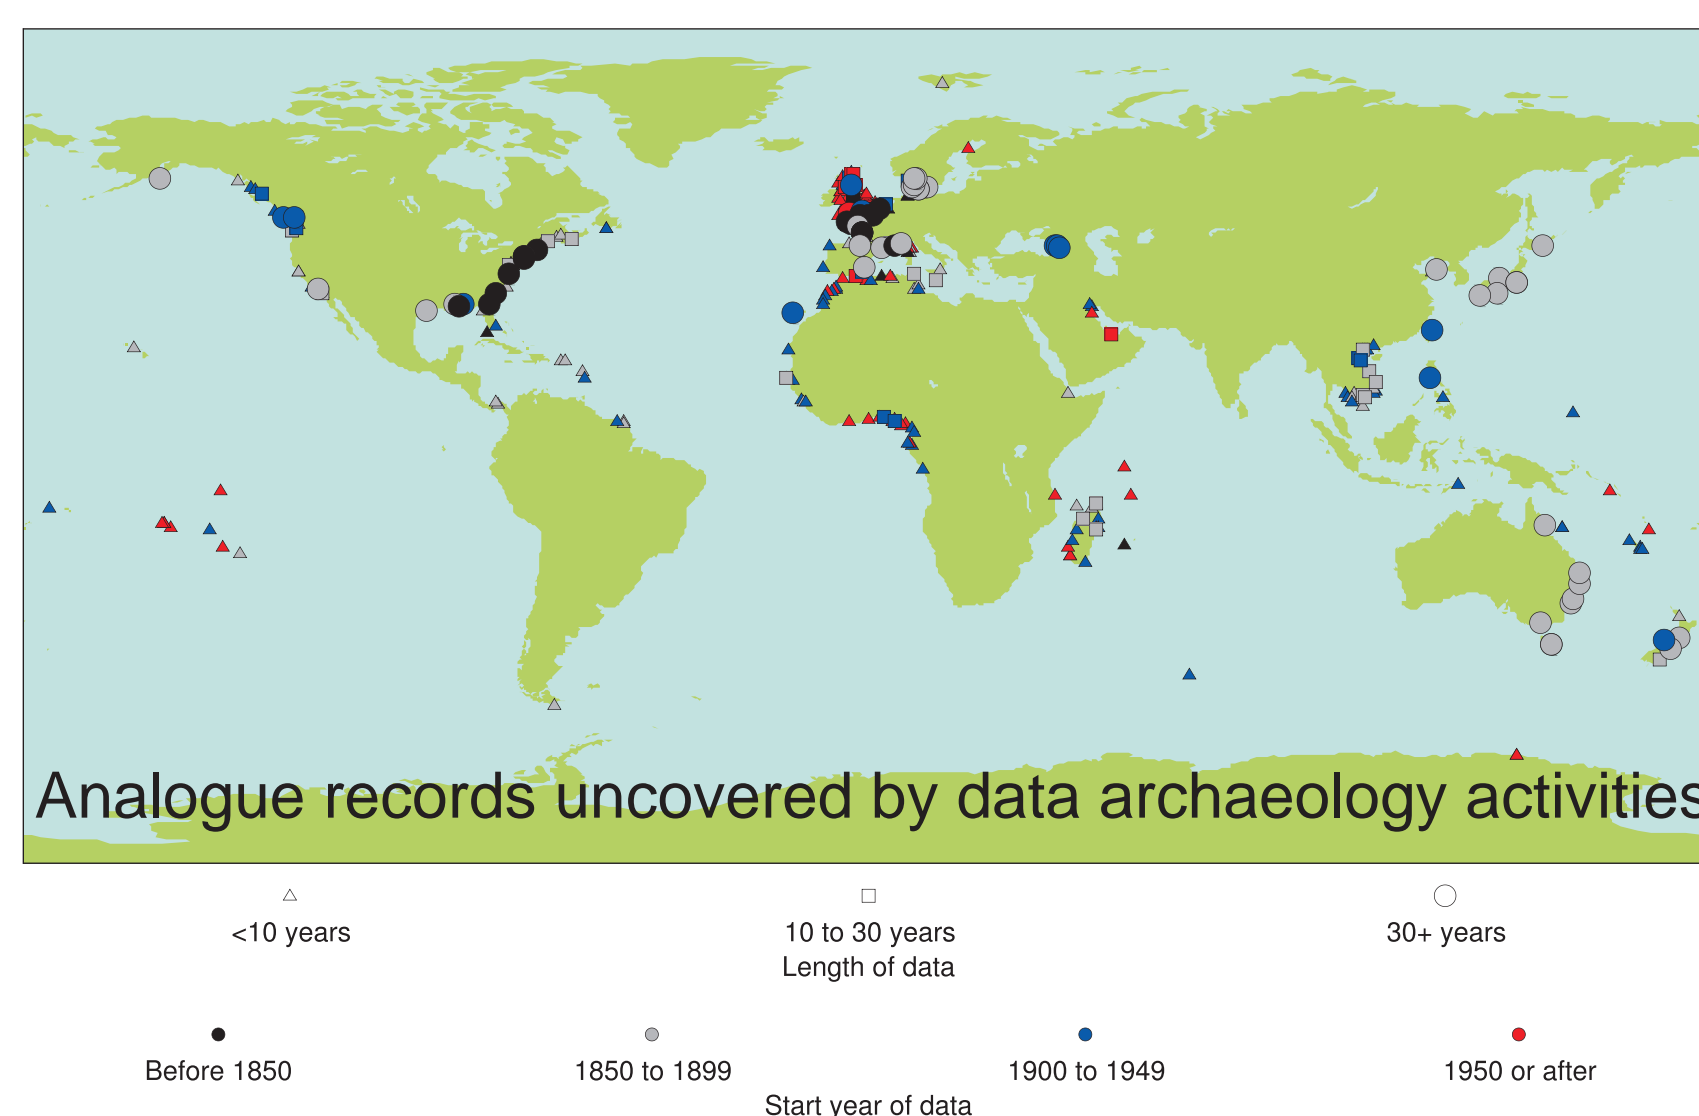 Analogue records uncovered by data archaeology activities
<10 years
10 to 30 years
30+ years
Length of data
Before 1850
1850 to 1899
1900 to 1949
1950 or after
Start year of data